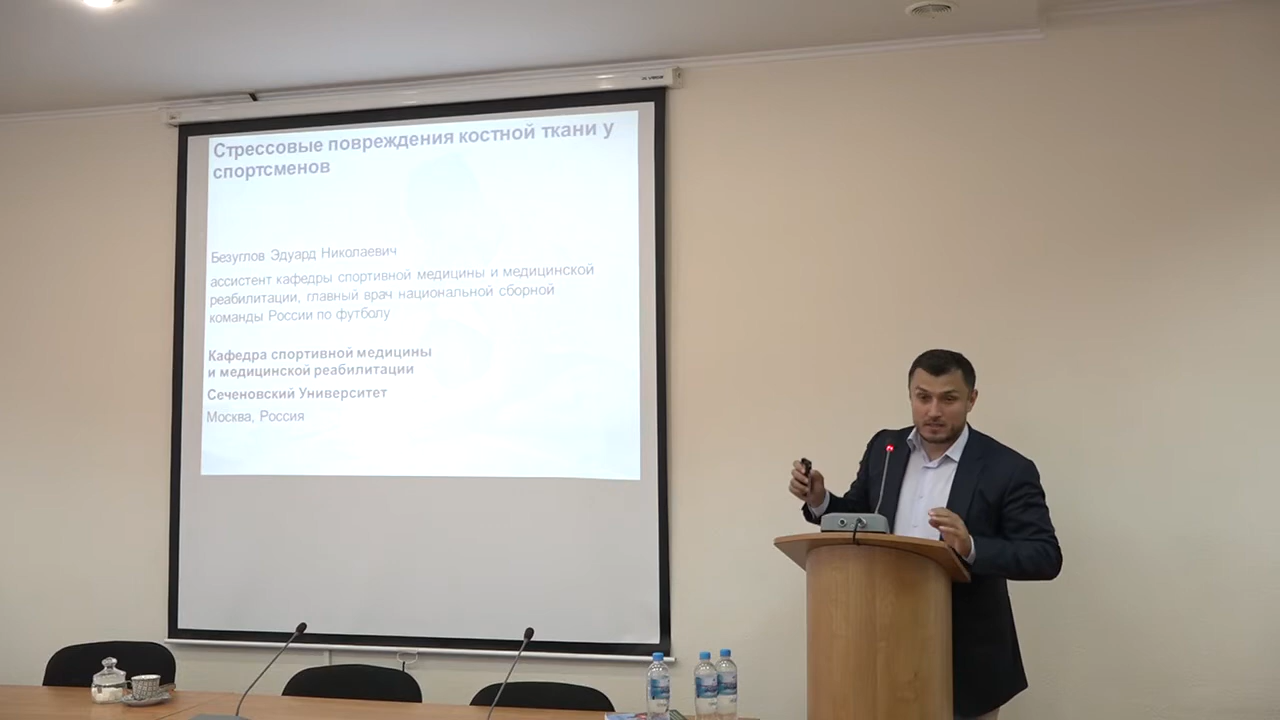 Стрессовые повреждения костной ткани у
спортсменов
Безуглов Эдуард Николаевич
ассистент кафедры спортивной медицины и медицинской
реабилитации, главный врач национальной сборной
команды России по футболу
Кафедра спортивной медицины
и медицинской реабилитации
Сеченовский Университет
Москва, Россия